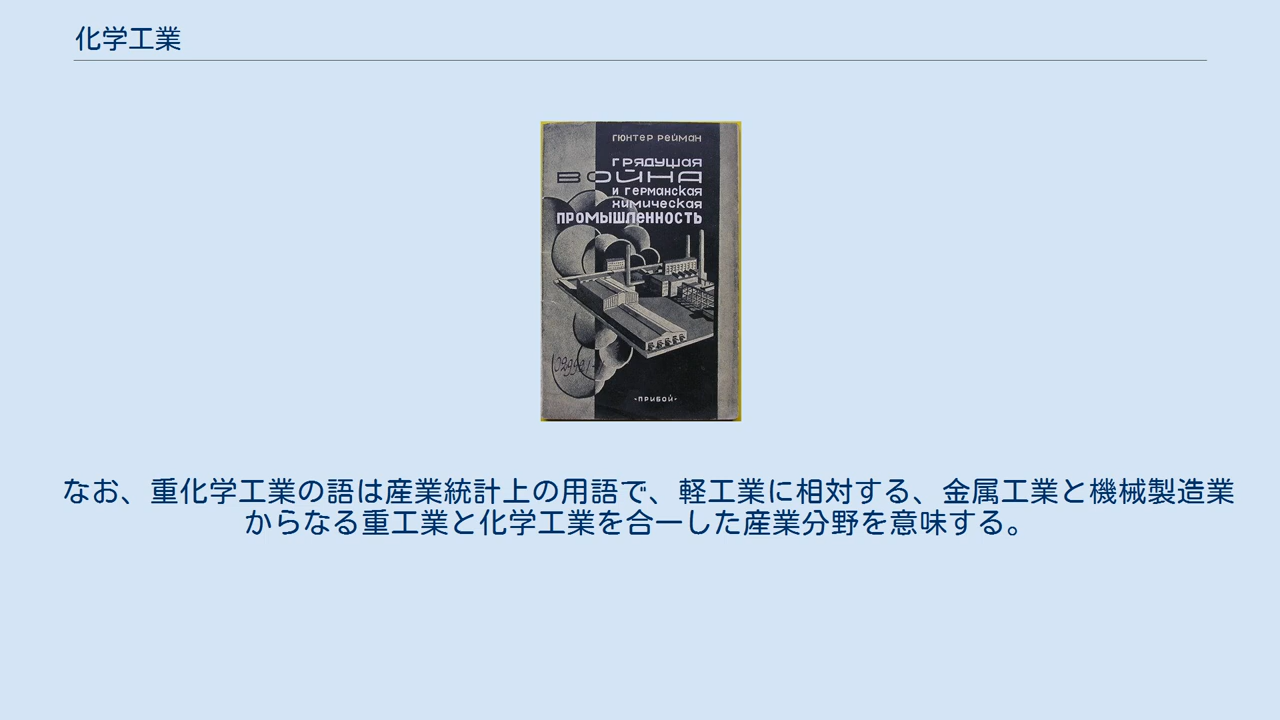 化学工業
ГЮНТЕР РЕЙМАН
ГРЯДУЩАЯ
ВОЙНА
И ГЕРМАНСКАЯ
ХИМИЧЕСКАЯ
ПРОМЫШЛЕННОСТЬ
·ПРИБОЙ·
なお、重化学工業の語は産業統計上の用語で、軽工業に相対する、金属工業と機械製造業
からなる重工業と化学工業を合一した産業分野を意味する。